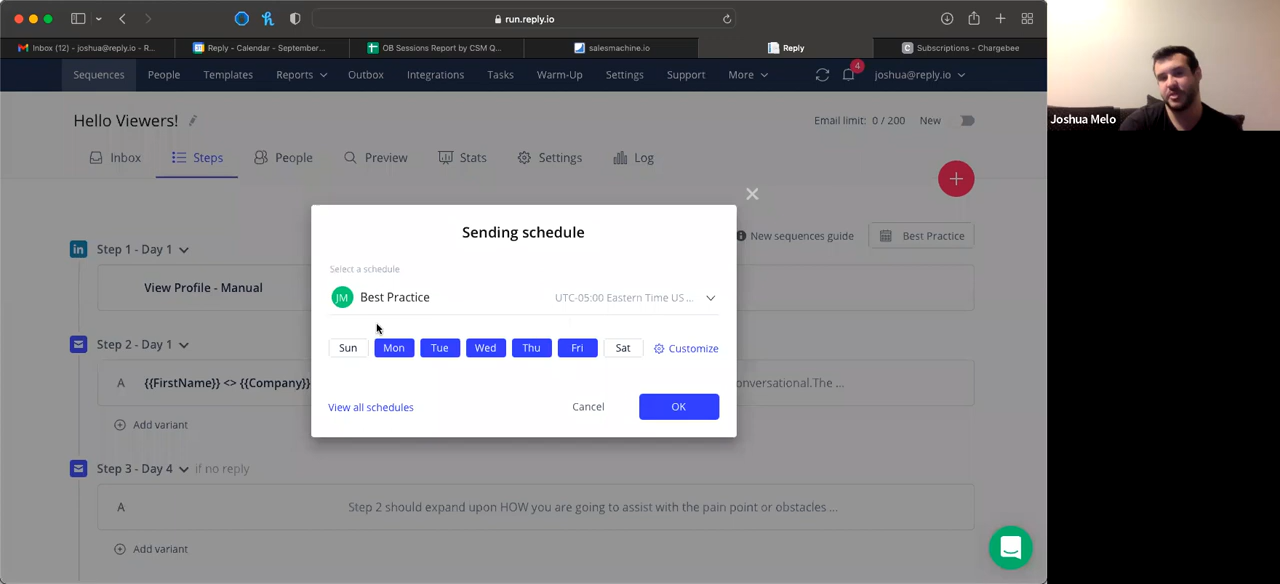 run.reply.io
Inbox (12) - joshua@reply.io - R...
Reply - Calendar - September...
OB Sessions Report by CSM Q...
salesmachine.io
Reply
Subscriptions - Chargebee
Sequences
People
Templates
Reports
Outbox
Integrations
Tasks
Warm-Up
Settings
Support
More
4
joshua@reply.io
Hello Viewers!
Email limit: 0 / 200
New
Inbox
Steps
People
Preview
Stats
Settings
Log
New sequences guide
Best Practice
Step 1 - Day 1
View Profile - Manual
Step 2 - Day 1
A
{{FirstName}} <> {{Company}}
onversational.The ...
Add variant
Step 3 - Day 4
if no reply
A
Step 2 should expand upon HOW you are going to assist with the pain point or obstacles ...
Add variant
Sending schedule
Select a schedule
JM
Best Practice
UTC-05:00 Eastern Time US ...
Sun
Mon
Tue
Wed
Thu
Fri
Sat
Customize
View all schedules
Cancel
OK
Joshua Melo